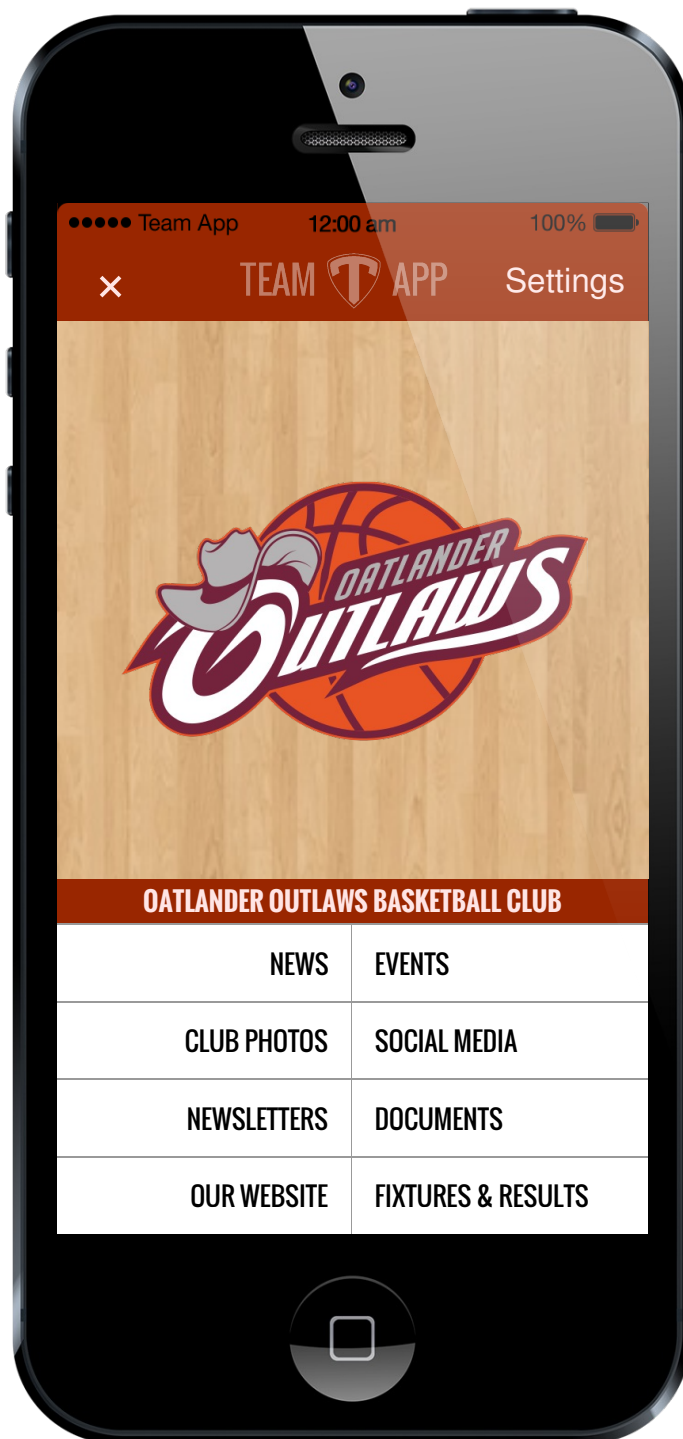 ●●●●● Team App 12:00 am 100%
× TEAM T APP Settings
OATLANDER
OUTLAWS
OATLANDER OUTLAWS BASKETBALL CLUB
NEWS EVENTS
CLUB PHOTOS SOCIAL MEDIA
NEWSLETTERS DOCUMENTS
OUR WEBSITE FIXTURES & RESULTS